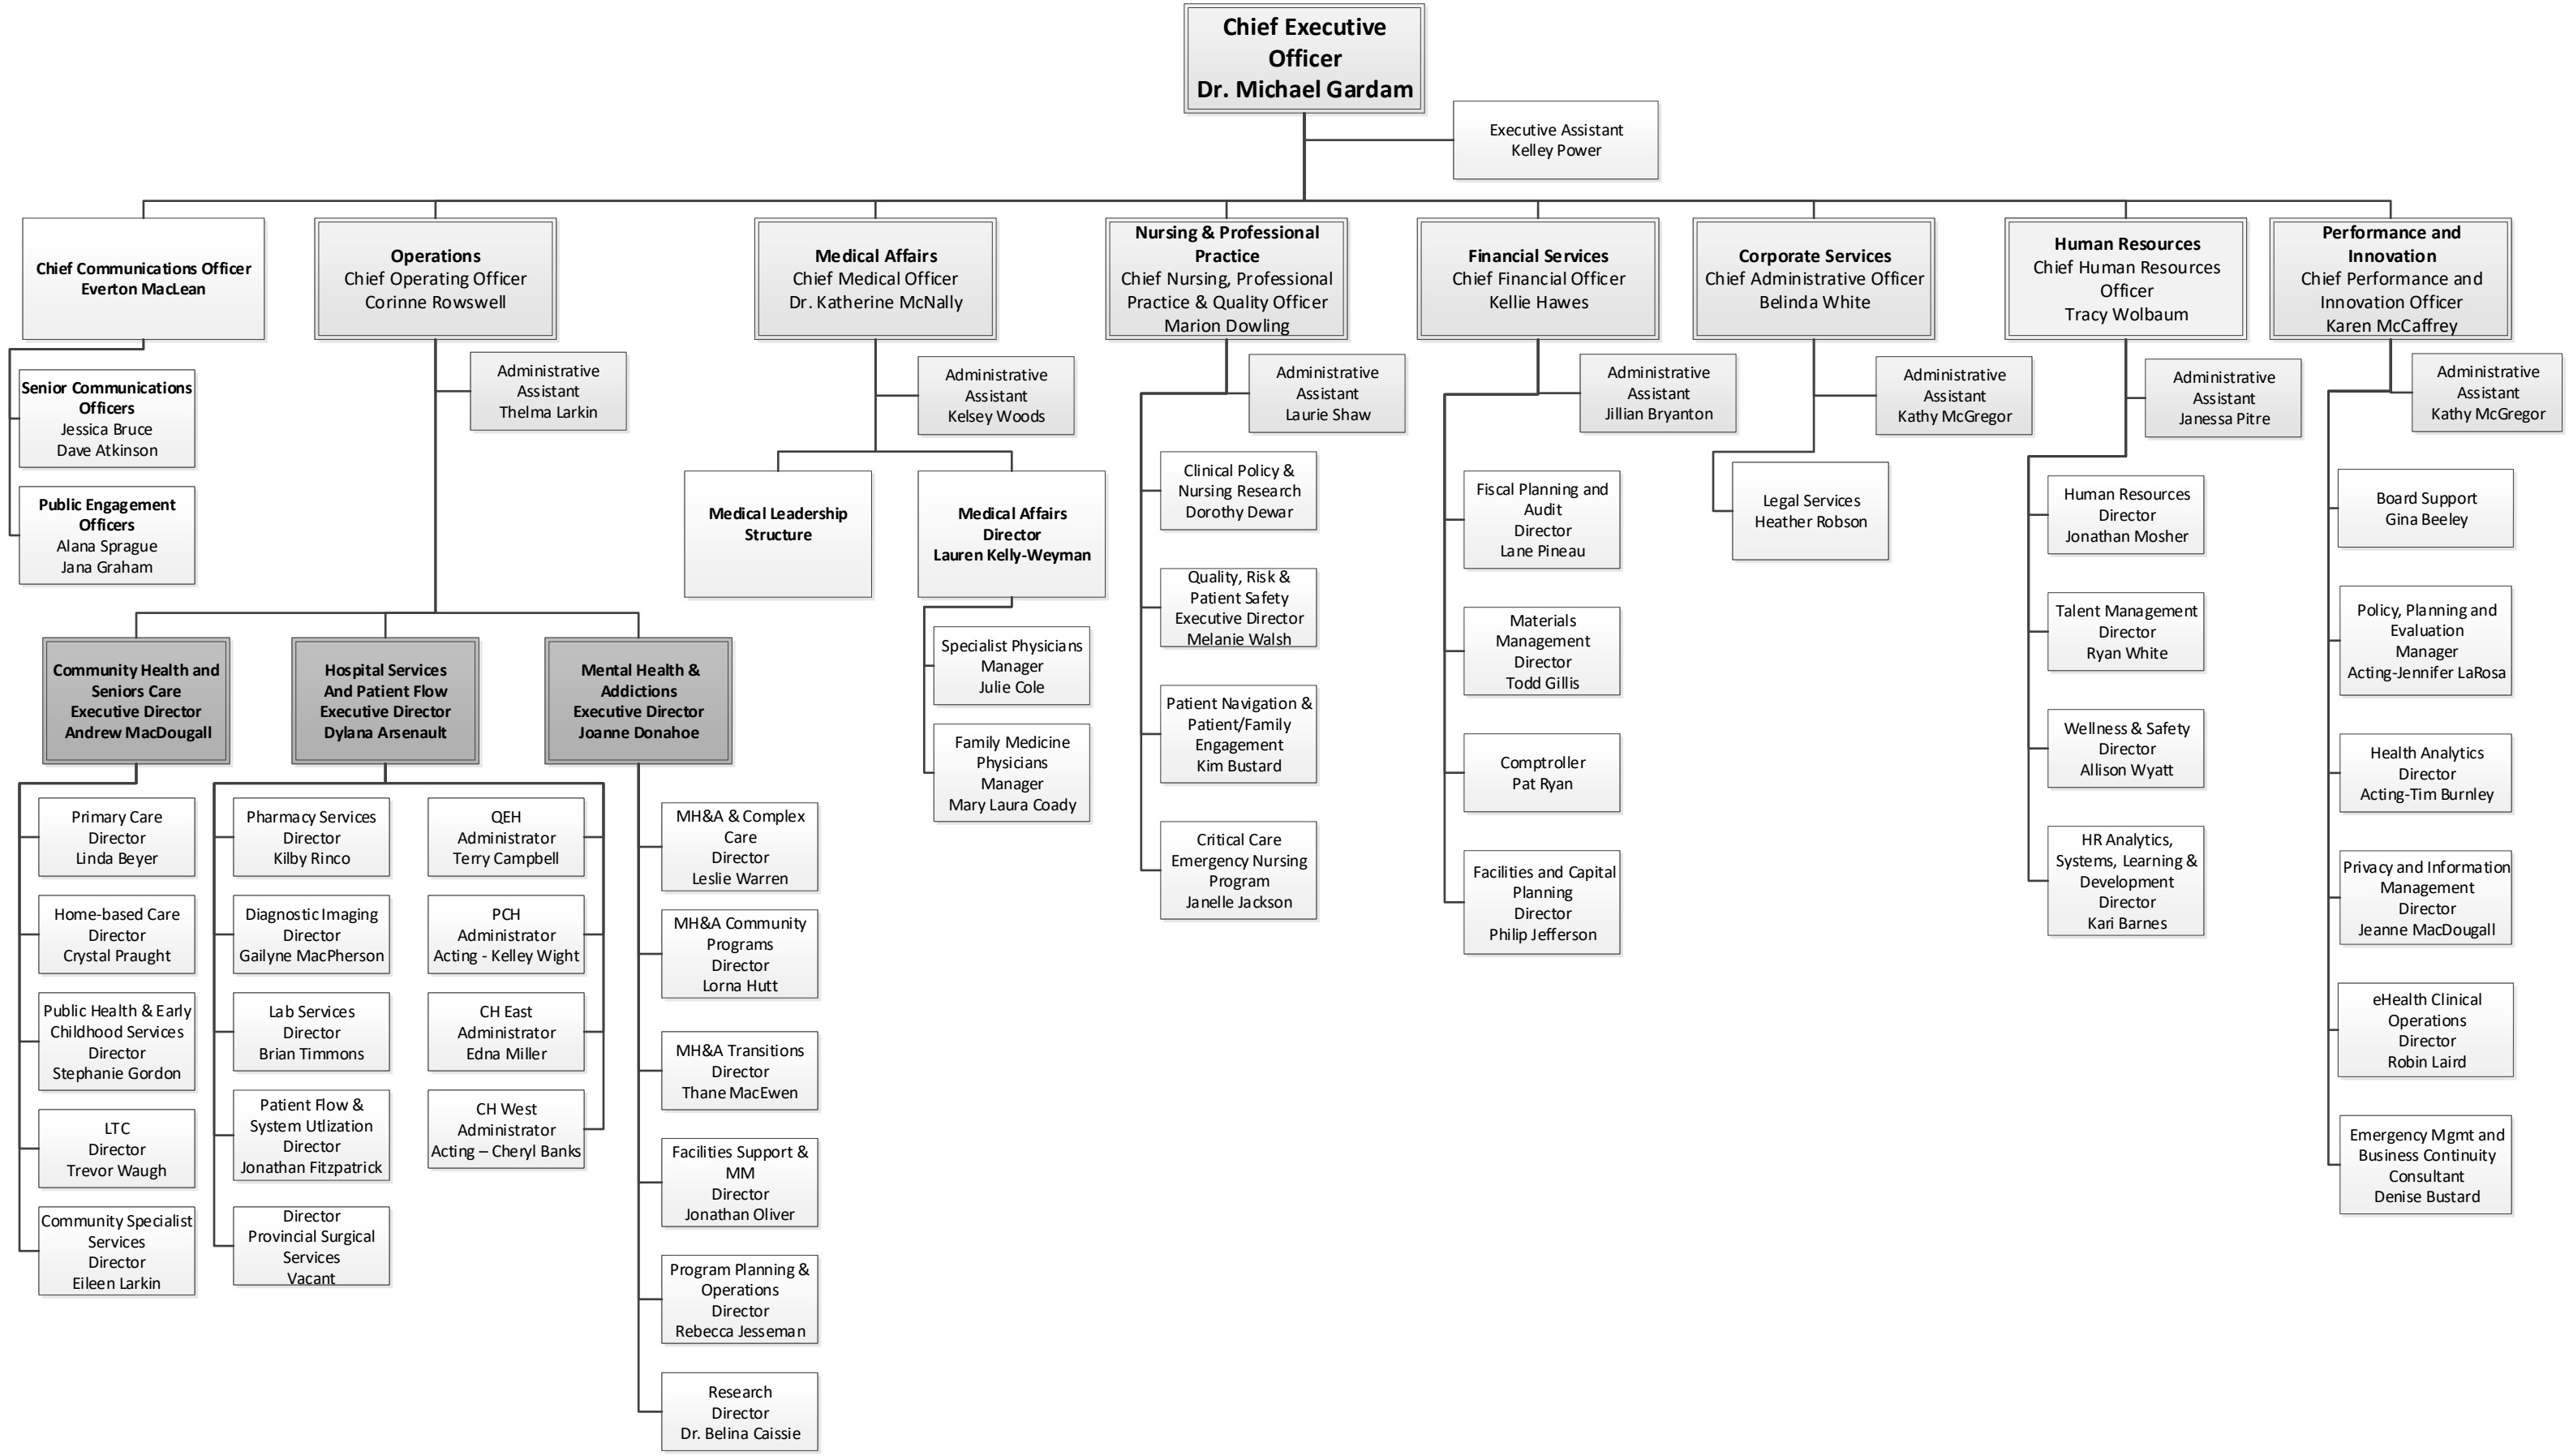 Chief Executive
Officer
Dr. Michael Gardam
Executive Assistant
Kelley Power
Chief Communications Officer
Everton MacLean
Operations
Chief Operating Officer
Corinne Rowswell
Medical Affairs
Chief Medical Officer
Dr. Katherine McNally
Nursing & Professional
Practice
Chief Nursing, Professional
Practice & Quality Officer
Marion Dowling
Financial Services
Chief Financial Officer
Kellie Hawes
Corporate Services
Chief Administrative Officer
Belinda White
Human Resources
Chief Human Resources
Officer
Tracy Wolbaum
Performance and
Innovation
Chief Performance and
Innovation Officer
Karen McCaffrey
Senior Communications
Officers
Jessica Bruce
Dave Atkinson
Public Engagement
Officers
Alana Sprague
Jana Graham
Administrative
Assistant
Thelma Larkin
Community Health and
Seniors Care
Executive Director
Andrew MacDougall
Hospital Services
And Patient Flow
Executive Director
Dylana Arsenault
Mental Health &
Addictions
Executive Director
Joanne Donahoe
Primary Care
Director
Linda Beyer
Home-based Care
Director
Crystal Praught
Public Health & Early
Childhood Services
Director
Stephanie Gordon
LTC
Director
Trevor Waugh
Community Specialist
Services
Director
Eileen Larkin
Pharmacy Services
Director
Kilby Rinco
Diagnostic Imaging
Director
Gailyne MacPherson
Lab Services
Director
Brian Timmons
Patient Flow &
System Utlization
Director
Jonathan Fitzpatrick
Director
Provincial Surgical
Services
Vacant
QEH
Administrator
Terry Campbell
PCH
Administrator
Acting - Kelley Wight
CH East
Administrator
Edna Miller
CH West
Administrator
Acting – Cheryl Banks
MH&A & Complex
Care
Director
Leslie Warren
MH&A Community
Programs
Director
Lorna Hutt
MH&A Transitions
Director
Thane MacEwen
Facilities Support &
MM
Director
Jonathan Oliver
Program Planning &
Operations
Director
Rebecca Jesseman
Research
Director
Dr. Belina Caissie
Administrative
Assistant
Kelsey Woods
Medical Leadership
Structure
Medical Affairs
Director
Lauren Kelly-Weyman
Specialist Physicians
Manager
Julie Cole
Family Medicine
Physicians
Manager
Mary Laura Coady
Administrative
Assistant
Laurie Shaw
Clinical Policy &
Nursing Research
Dorothy Dewar
Quality, Risk &
Patient Safety
Executive Director
Melanie Walsh
Patient Navigation &
Patient/Family
Engagement
Kim Bustard
Critical Care
Emergency Nursing
Program
Janelle Jackson
Administrative
Assistant
Jillian Bryanton
Fiscal Planning and
Audit
Director
Lane Pineau
Materials
Management
Director
Todd Gillis
Comptroller
Pat Ryan
Facilities and Capital
Planning
Director
Philip Jefferson
Administrative
Assistant
Kathy McGregor
Legal Services
Heather Robson
Administrative
Assistant
Janessa Pitre
Human Resources
Director
Jonathan Mosher
Talent Management
Director
Ryan White
Wellness & Safety
Director
Allison Wyatt
HR Analytics,
Systems, Learning &
Development
Director
Kari Barnes
Administrative
Assistant
Kathy McGregor
Board Support
Gina Beeley
Policy, Planning and
Evaluation
Manager
Acting-Jennifer LaRosa
Health Analytics
Director
Acting-Tim Burnley
Privacy and Information
Management
Director
Jeanne MacDougall
eHealth Clinical
Operations
Director
Robin Laird
Emergency Mgmt and
Business Continuity
Consultant
Denise Bustard